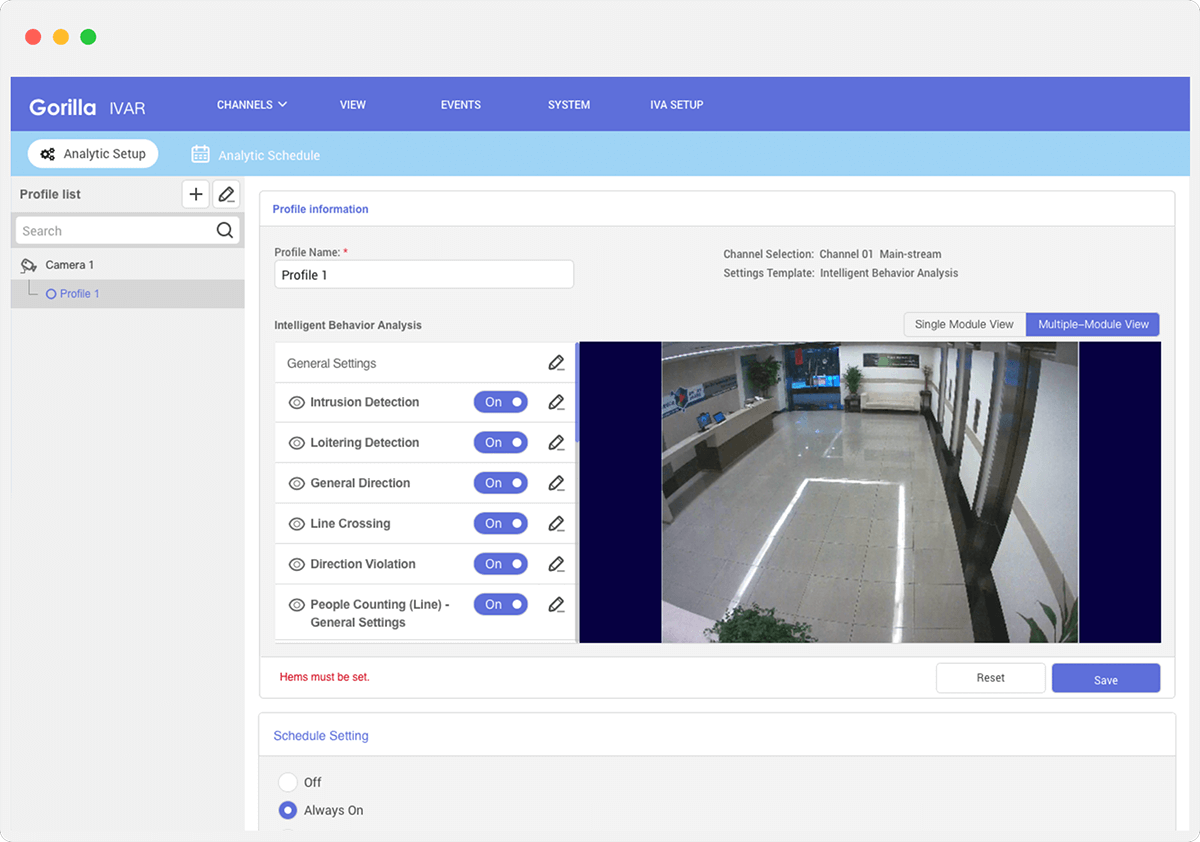 Gorilla IVAR
CHANNELS
VIEW
EVENTS
SYSTEM
IVA SETUP
Analytic Setup
Analytic Schedule
Profile list
Search
Camera 1
Profile 1
Profile information
Profile Name: *
Profile 1
Channel Selection: Channel 01 Main-stream
Settings Template: Intelligent Behavior Analysis
Intelligent Behavior Analysis
Single Module View
Multiple-Module View
General Settings
Intrusion Detection On
Loitering Detection On
General Direction On
Line Crossing On
Direction Violation On
People Counting (Line) - On
General Settings
Hems must be set.
Reset
Save
Schedule Setting
Off
Always On